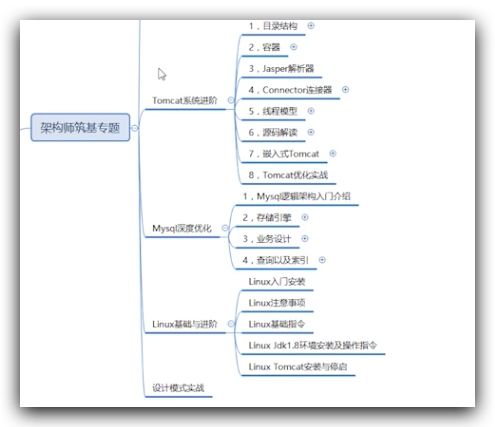 架构师筑基专题
Tomcat系统进阶
1，目录结构
2，容器
3，Jasper解析器
4，Connector连接器
5，线程模型
6，源码解读
7，嵌入式Tomcat
8，Tomcat优化实战
Mysql深度优化
1，Mysql逻辑架构入门介绍
2，存储引擎
3，业务设计
4，查询以及索引
Linux基础与进阶
Linux入门安装
Linux注意事项
Linux基础指令
Linux Jdk1.8环境安装及操作指令
Linux Tomcat安装与停启
设计模式实战